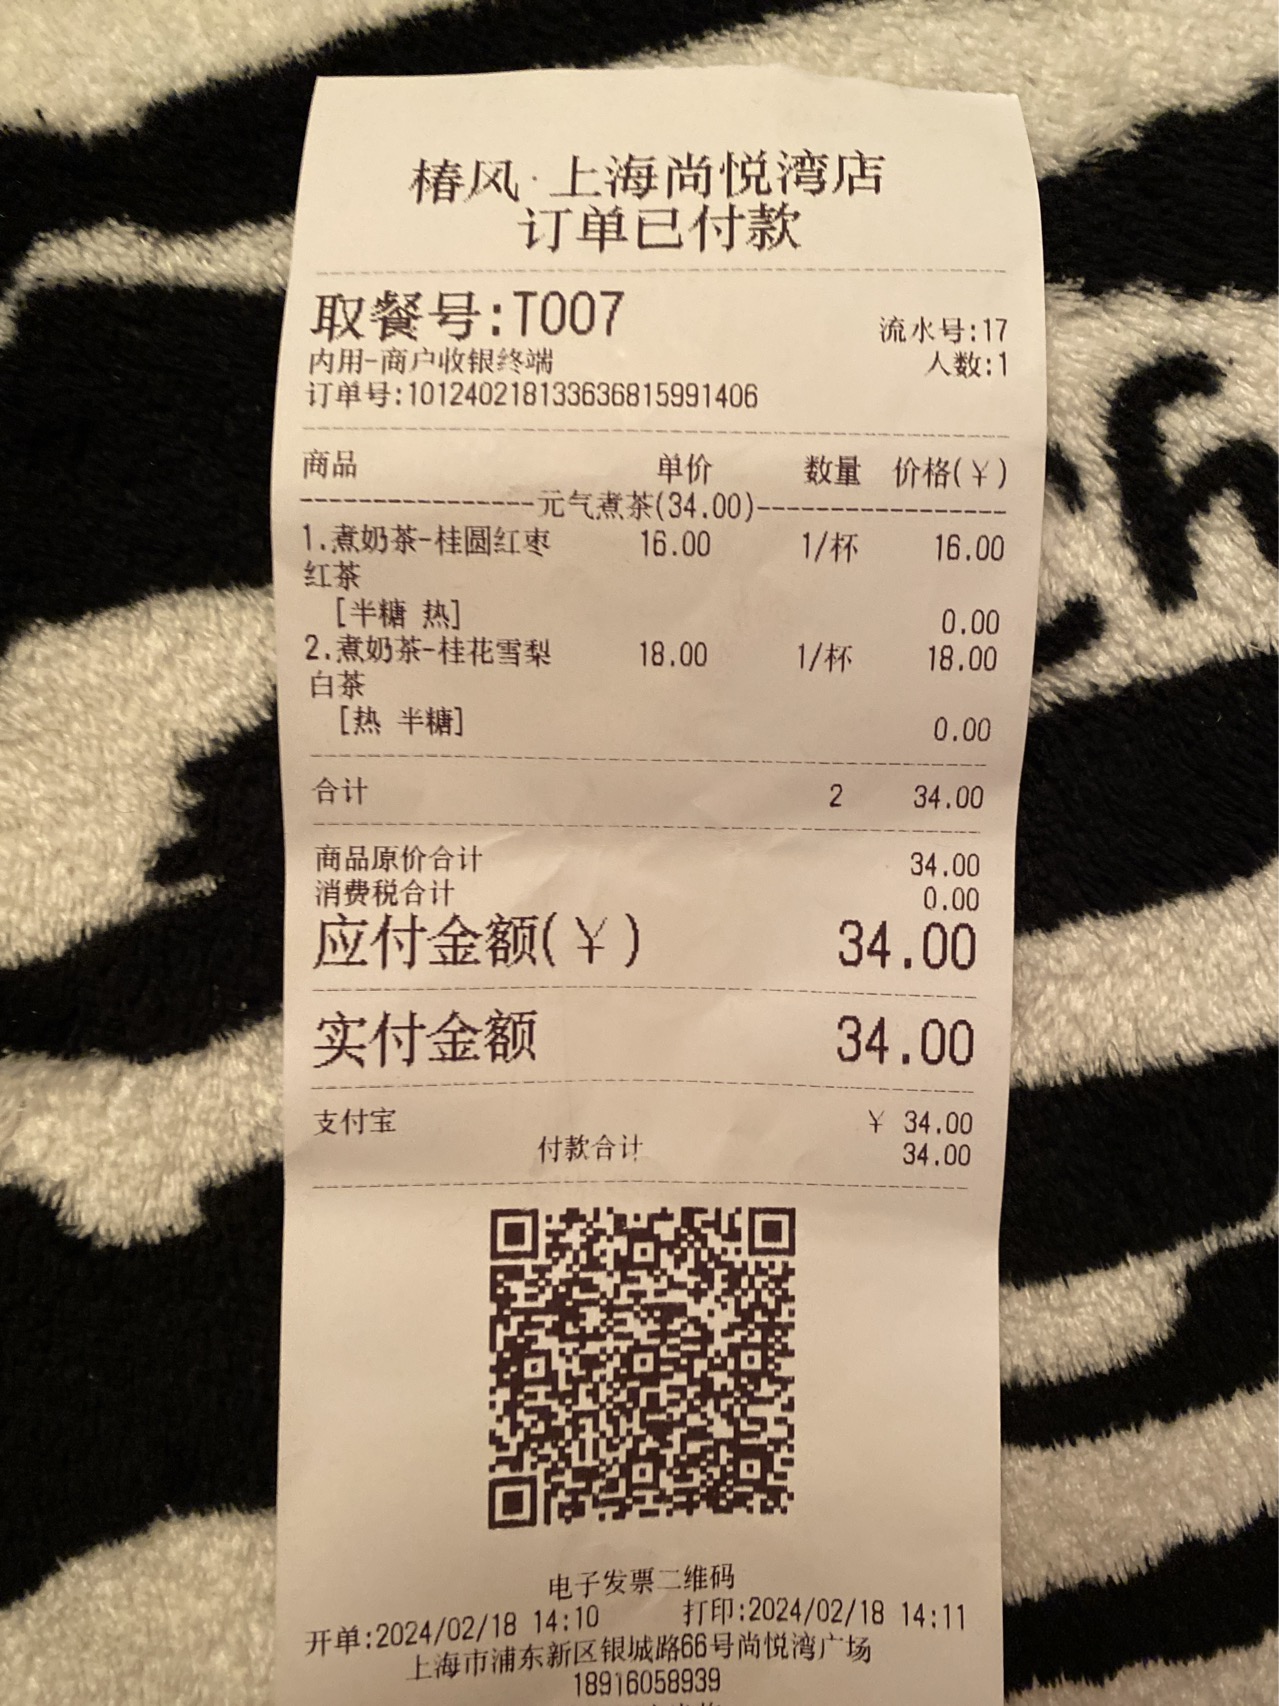 椿风·上海尚悦湾店
订单已付款
取餐号:T007
流水号:17
内用-商户收银终端
人数:1
订单号:10124021813363681599​1406
商品 单价 数量 价格(¥)
----------------元气煮茶(34.00)-----------------
1.煮奶茶-桂圆红枣 16.00 1/杯 16.00
红茶
[半糖 热] 0.00
2.煮奶茶-桂花雪梨 18.00 1/杯 18.00
白茶
[热 半糖] 0.00
合计 2 34.00
商品原价合计 34.00
消费税合计 0.00
应付金额(¥) 34.00
实付金额 34.00
支付宝 ¥ 34.00
付款合计 34.00
电子发票二维码
开单:2024/02/18 14:10 打印:2024/02/18 14:11
上海市浦东新区银城路66号尚悦湾广场
18916058939
ch